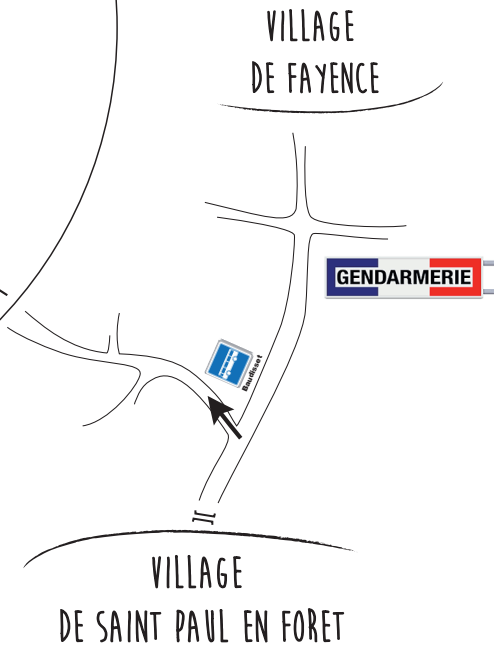 VILLAGE
DE FAYENCE
GENDARMERIE
Baudisset
VILLAGE
DE SAINT PAUL EN FORET